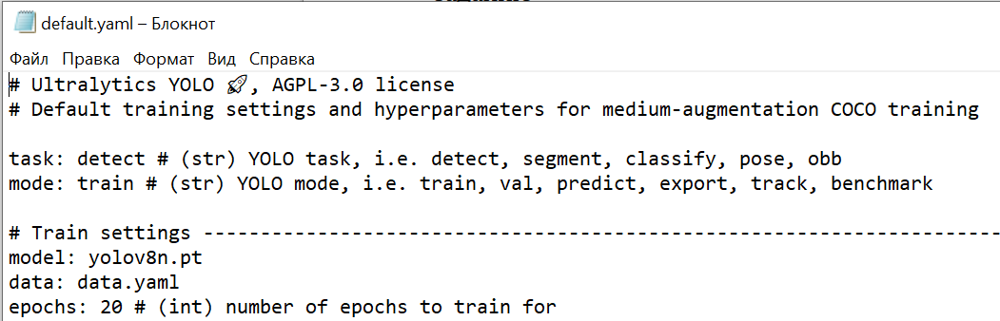 default.yaml – Блокнот
Файл Правка Формат Вид Справка
# Ultralytics YOLO 🚀, AGPL-3.0 license
# Default training settings and hyperparameters for medium-augmentation COCO training
task: detect # (str) YOLO task, i.e. detect, segment, classify, pose, obb
mode: train # (str) YOLO mode, i.e. train, val, predict, export, track, benchmark
# Train settings ----------------------------------------------------------------------
model: yolov8n.pt
data: data.yaml
epochs: 20 # (int) number of epochs to train for